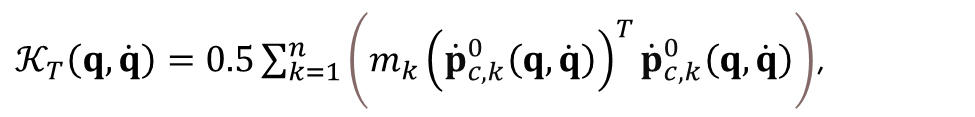 𝒦_T(𝐪, 𝐪̇) = 0.5 ∑_{k=1}^{n} ( m_k ( 𝐩̇_{c,k}^{0}(𝐪, 𝐪̇) )^T 𝐩̇_{c,k}^{0}(𝐪, 𝐪̇) ),